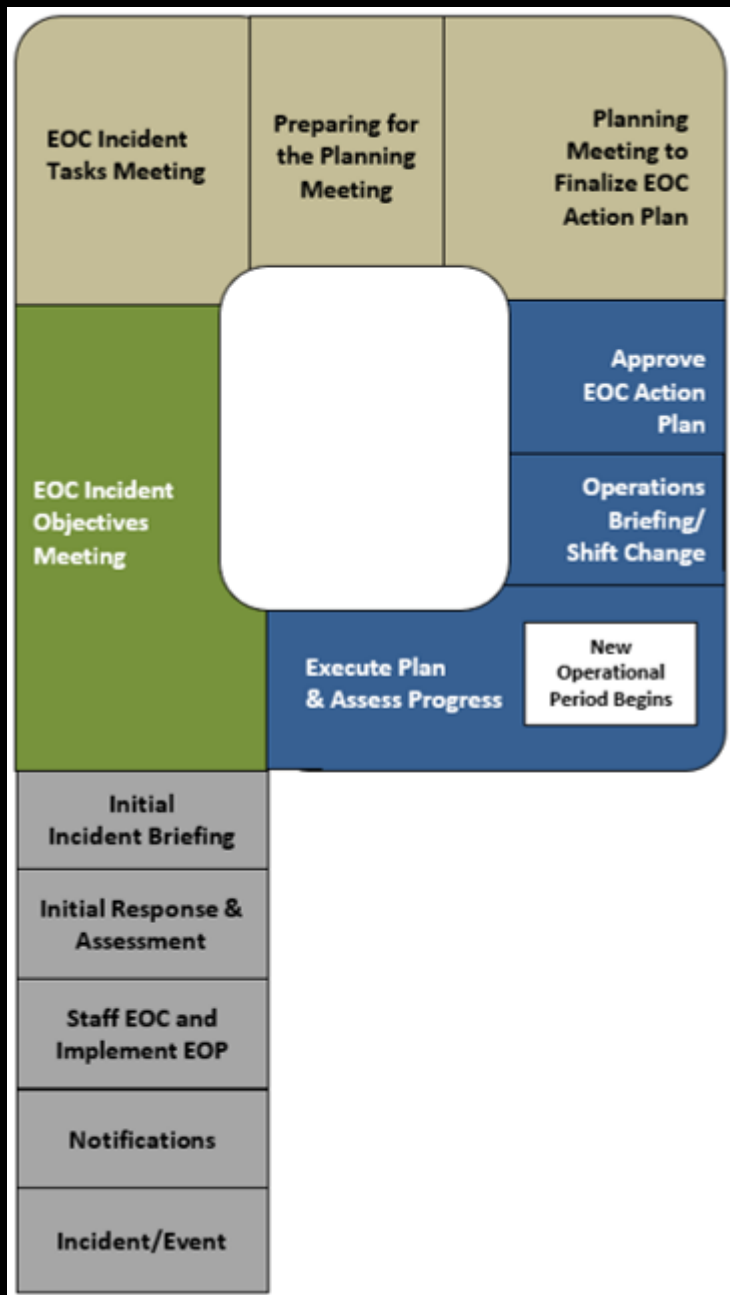 EOC Incident
Tasks Meeting
Preparing for
the Planning
Meeting
Planning
Meeting to
Finalize EOC
Action Plan
Approve
EOC Action
Plan
EOC Incident
Objectives
Meeting
Operations
Briefing/
Shift Change
Execute Plan
& Assess Progress
New
Operational
Period Begins
Initial
Incident Briefing
Initial Response &
Assessment
Staff EOC and
Implement EOP
Notifications
Incident/Event